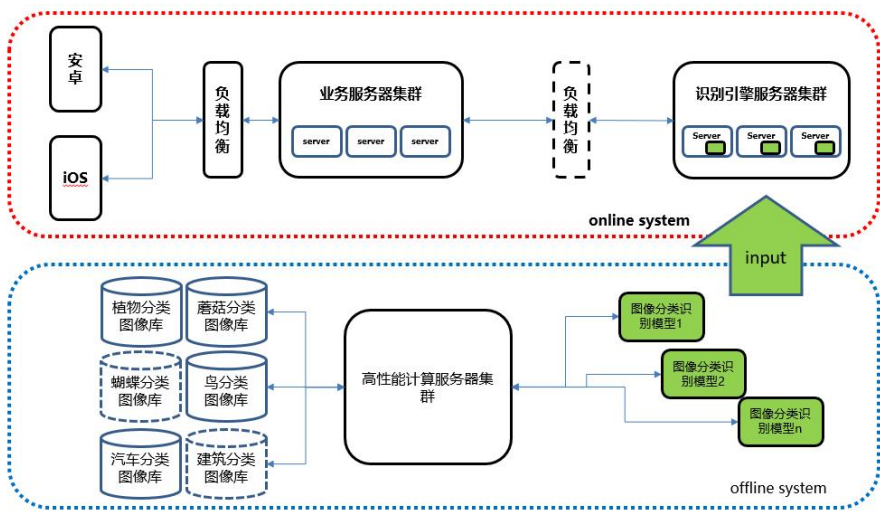 安
卓
iOS
负
载
均
衡
业务服务器集群
server
server
server
负
载
均
衡
识别引擎服务器集群
Server
Server
Server
online system
input
植物分类
图像库
蘑菇分类
图像库
蝴蝶分类
图像库
鸟分类
图像库
汽车分类
图像库
建筑分类
图像库
高性能计算服务器集
群
图像分类识
别模型1
图像分类识
别模型2
图像分类识
别模型n
offline system